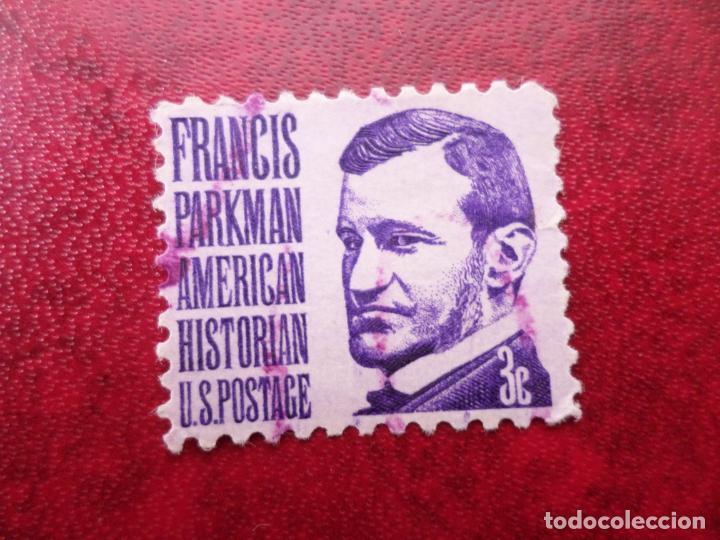 FRANCIS
PARKMAN
AMERICAN
HISTORIAN
U.S.POSTAGE
3c
todocoleccion